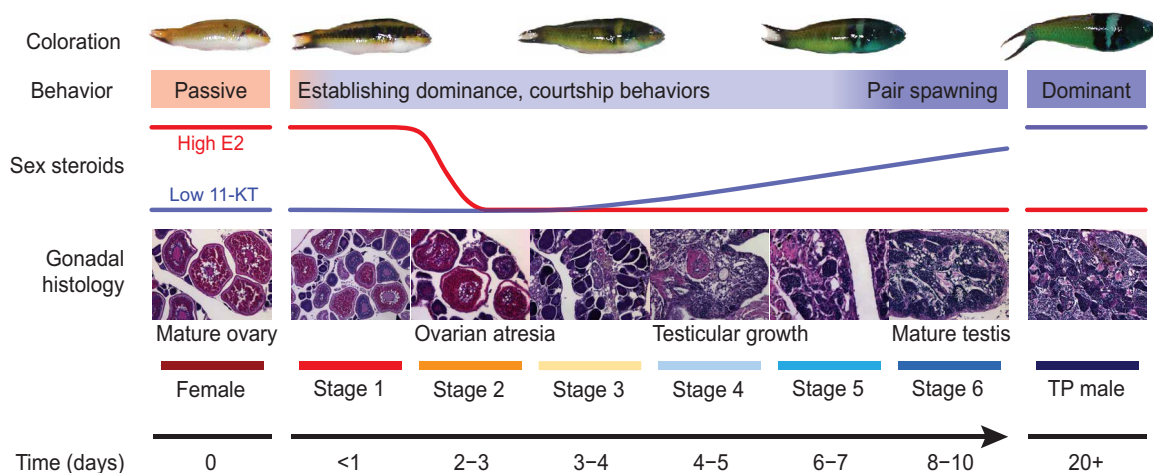 Coloration
Behavior
Passive
Establishing dominance, courtship behaviors
Pair spawning
Dominant
Sex steroids
High E2
Low 11-KT
Gonadal
histology
Mature ovary
Ovarian atresia
Testicular growth
Mature testis
Female
Stage 1
Stage 2
Stage 3
Stage 4
Stage 5
Stage 6
TP male
Time (days)
0
<1
2−3
3−4
4−5
6−7
8−10
20+